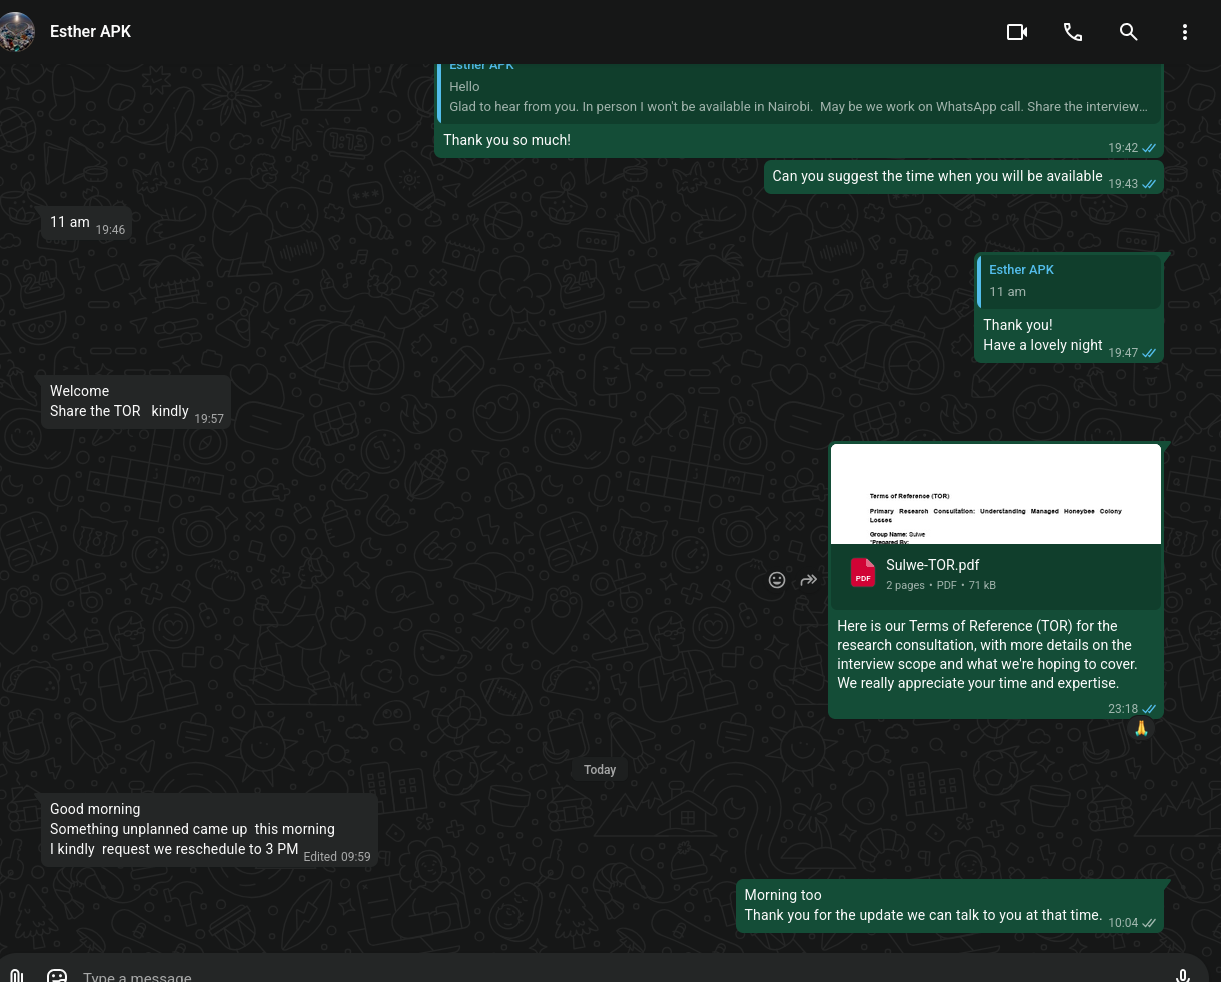 Esther APK
Esther APK
Hello
Glad to hear from you. In person I won't be available in Nairobi.  May be we work on WhatsApp call. Share the interview...
Thank you so much!
19:42
Can you suggest the time when you will be available
19:43
11 am
19:46
Esther APK
11 am
Thank you!
Have a lovely night
19:47
Welcome
Share the TOR   kindly
19:57
Terms of Reference (TOR)
Primary Research Consultation: Understanding Managed Honeybee Colony
Losses
Group Name: Sulwe
*Prepared By:
PDF
Sulwe-TOR.pdf
2 pages • PDF • 71 kB
Here is our Terms of Reference (TOR) for the
research consultation, with more details on the
interview scope and what we're hoping to cover.
We really appreciate your time and expertise.
23:18
Today
Good morning
Something unplanned came up  this morning
I kindly  request we reschedule to 3 PM
Edited 09:59
Morning too
Thank you for the update we can talk to you at that time.
10:04
Type a message